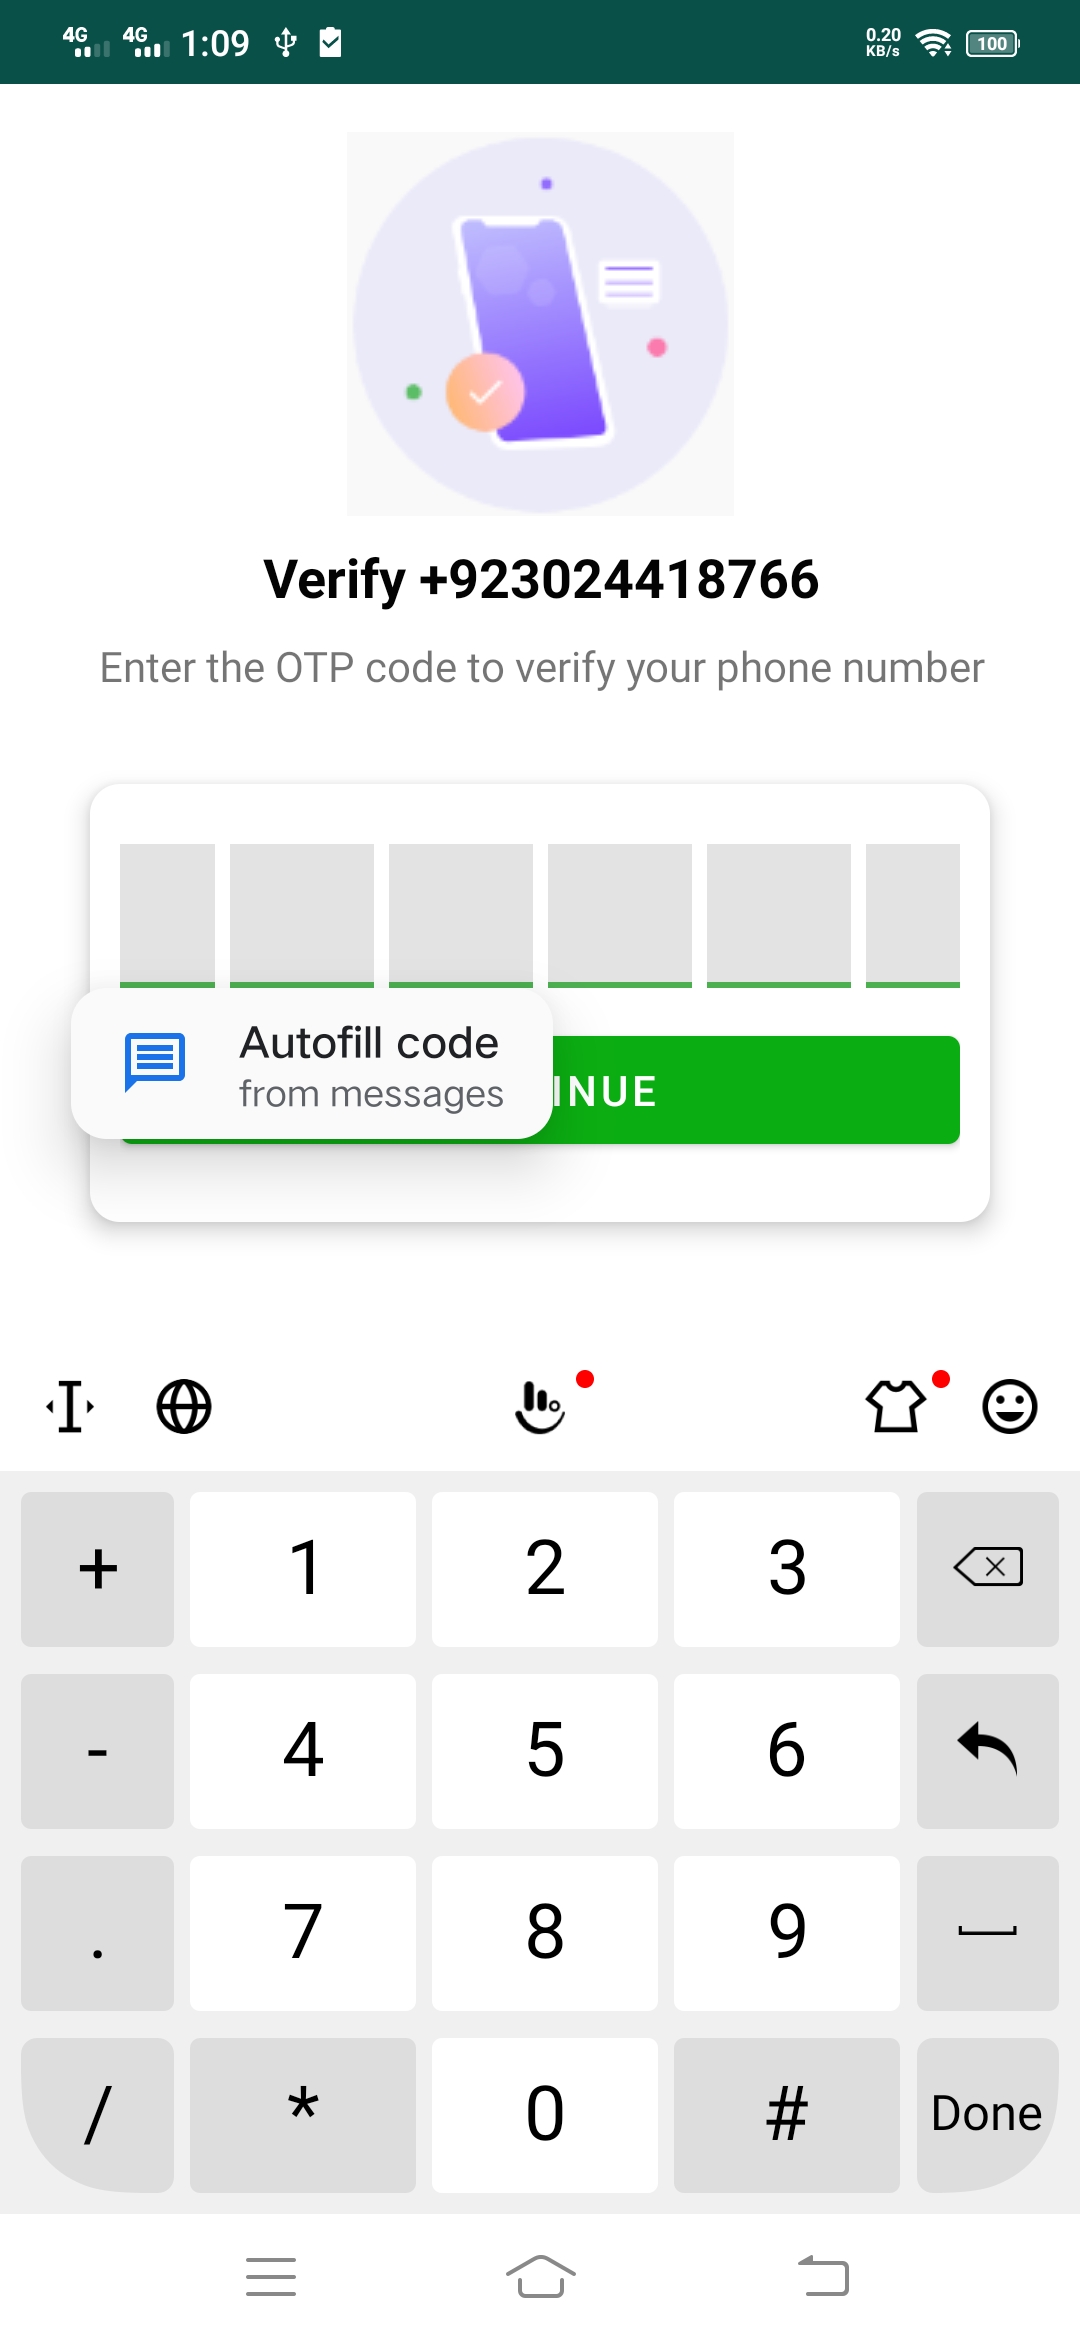 4G 4G 1:09 0.20 KB/s 100
Verify +923024418766
Enter the OTP code to verify your phone number
Autofill code
from messages
INUE
+ 1 2 3
- 4 5 6
. 7 8 9
/ * 0 # Done